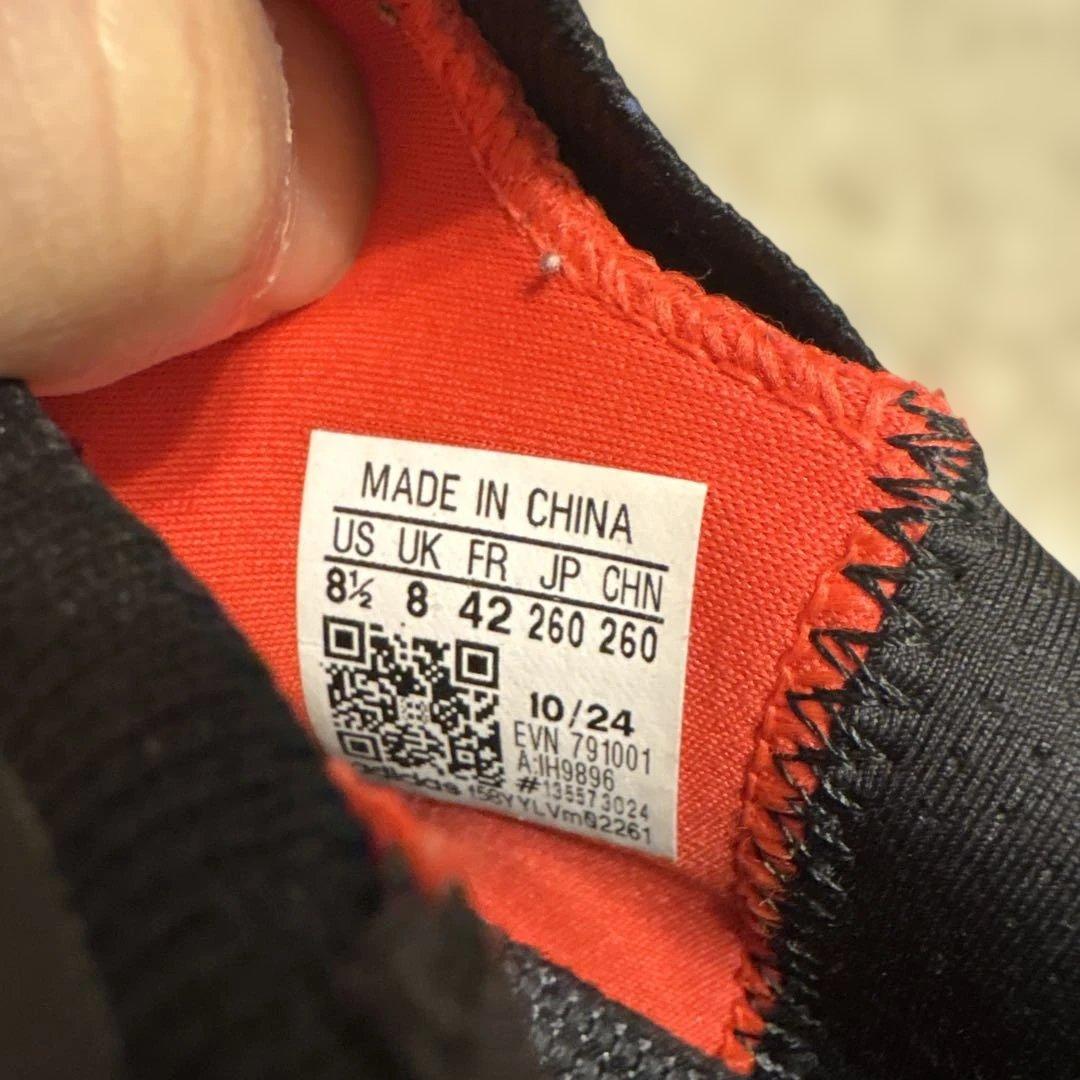 MADE IN CHINA
US UK FR JP CHN
8½ 8 42 260 260
10/24
EVN 791001
A:IH9896
#135573024
adidas 158YYLVm02261